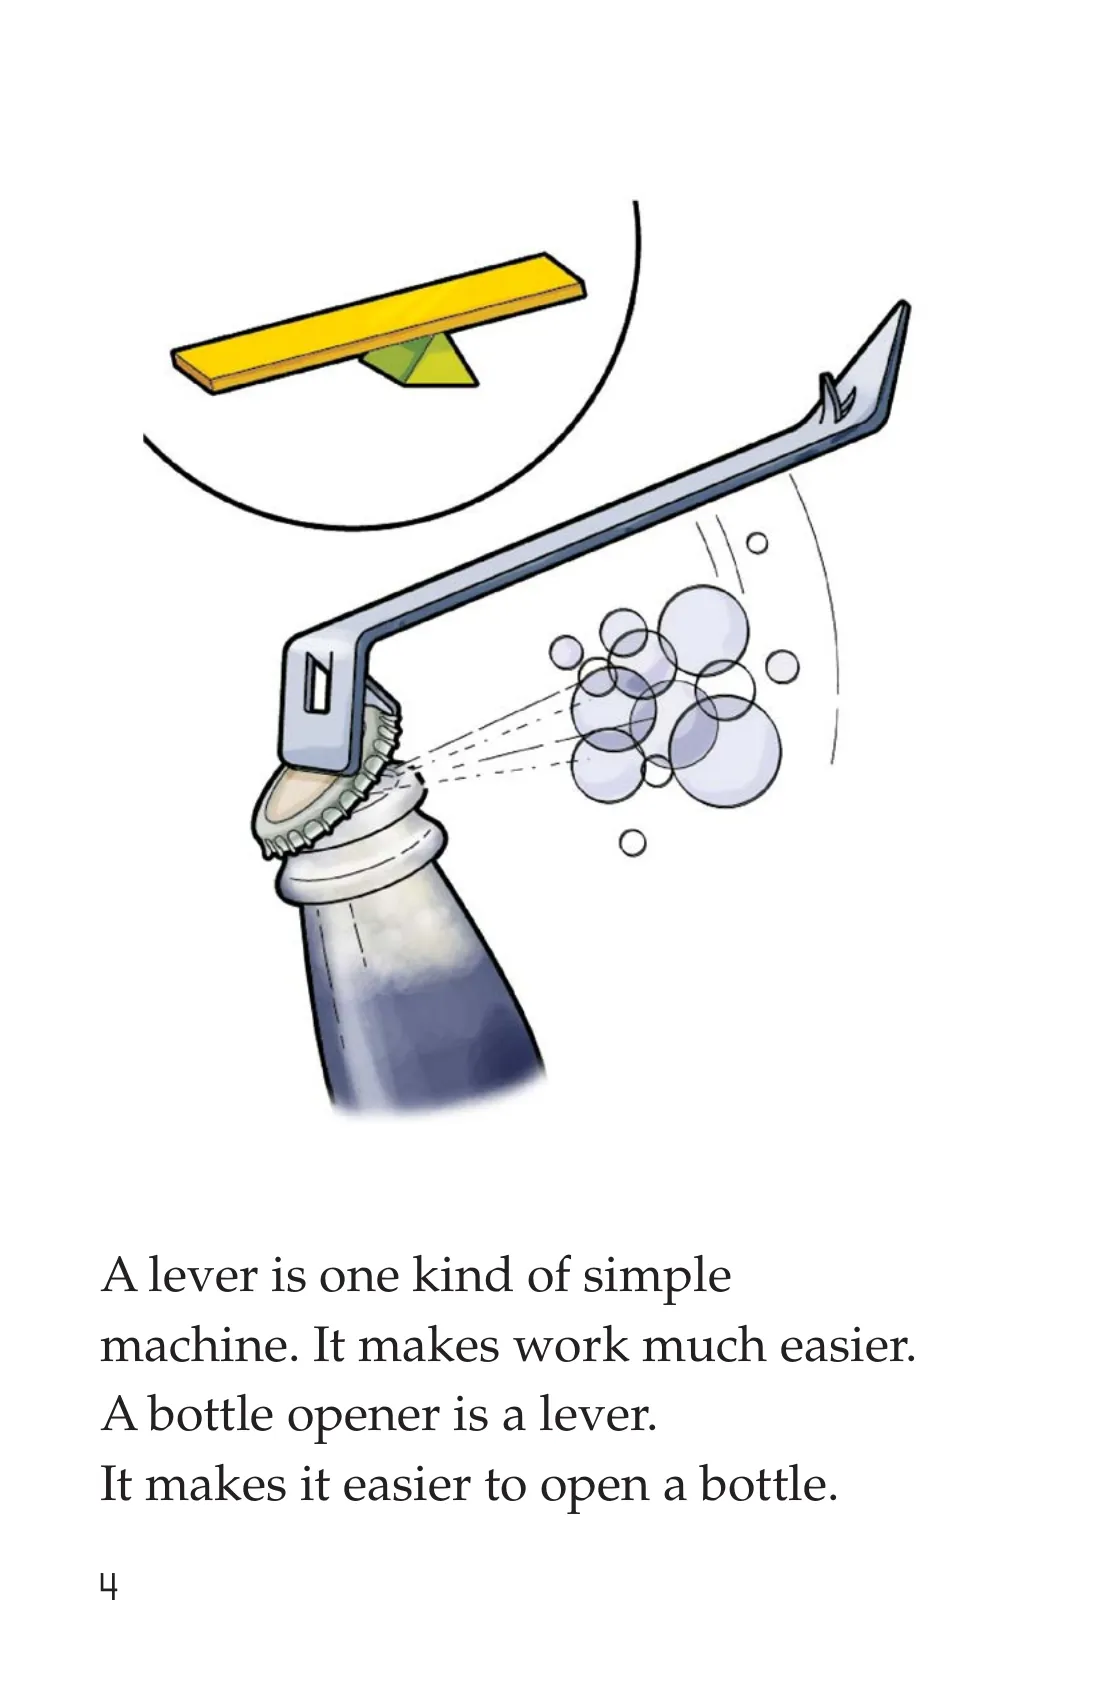 A lever is one kind of simple
machine. It makes work much easier.
A bottle opener is a lever.
It makes it easier to open a bottle.
4